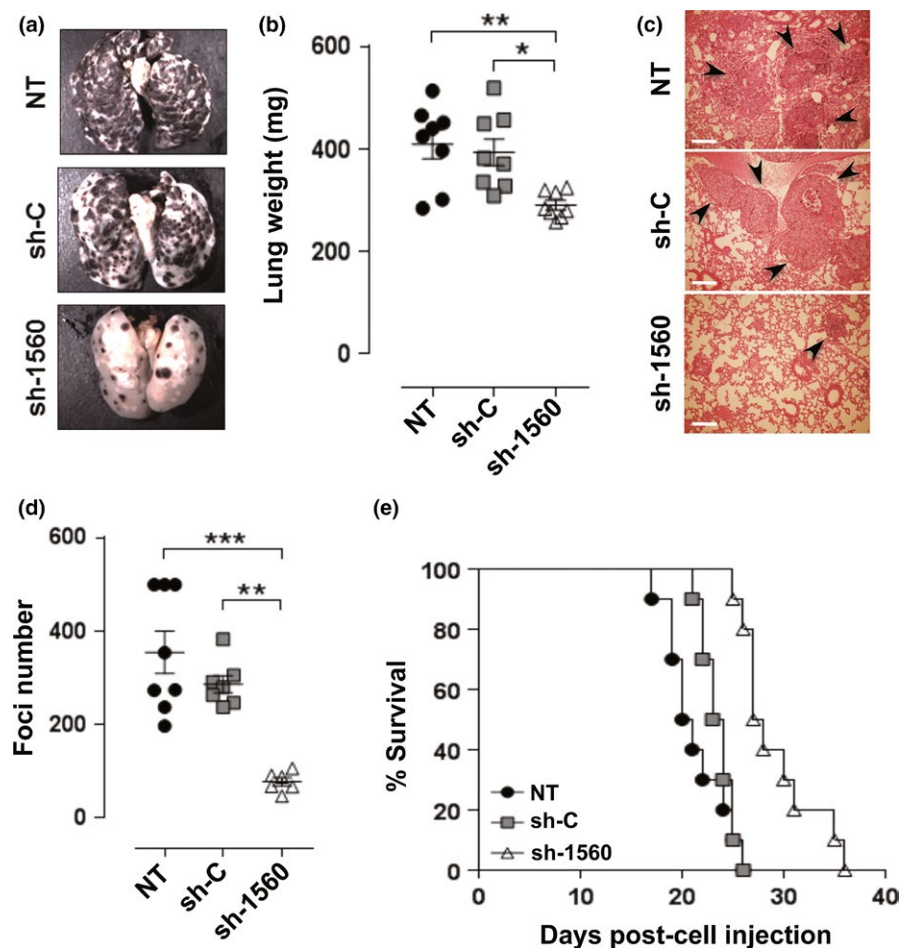 (a)
NT
sh-C
sh-1560
(b)
Lung weight (mg)
600
400
200
0
**
*
NT
sh-C
sh-1560
(c)
NT
sh-C
sh-1560
(d)
Foci number
600
400
200
0
***
**
NT
sh-C
sh-1560
(e)
% Survival
100
80
60
40
20
0
NT
sh-C
sh-1560
0
10
20
30
40
Days post-cell injection